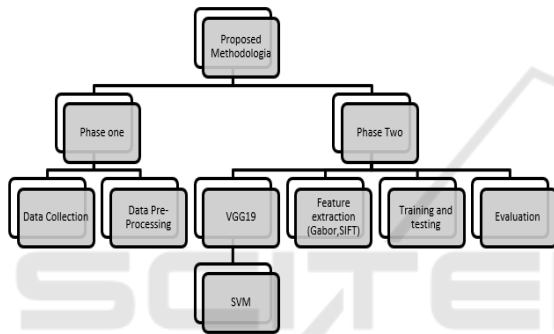 Proposed
Methodologia
Phase one
Phase Two
Data Collection
Data Pre-
Processing
VGG19
Feature
extraction
(Gabor,SIFT)
Training and
testing
Evaluation
SVM